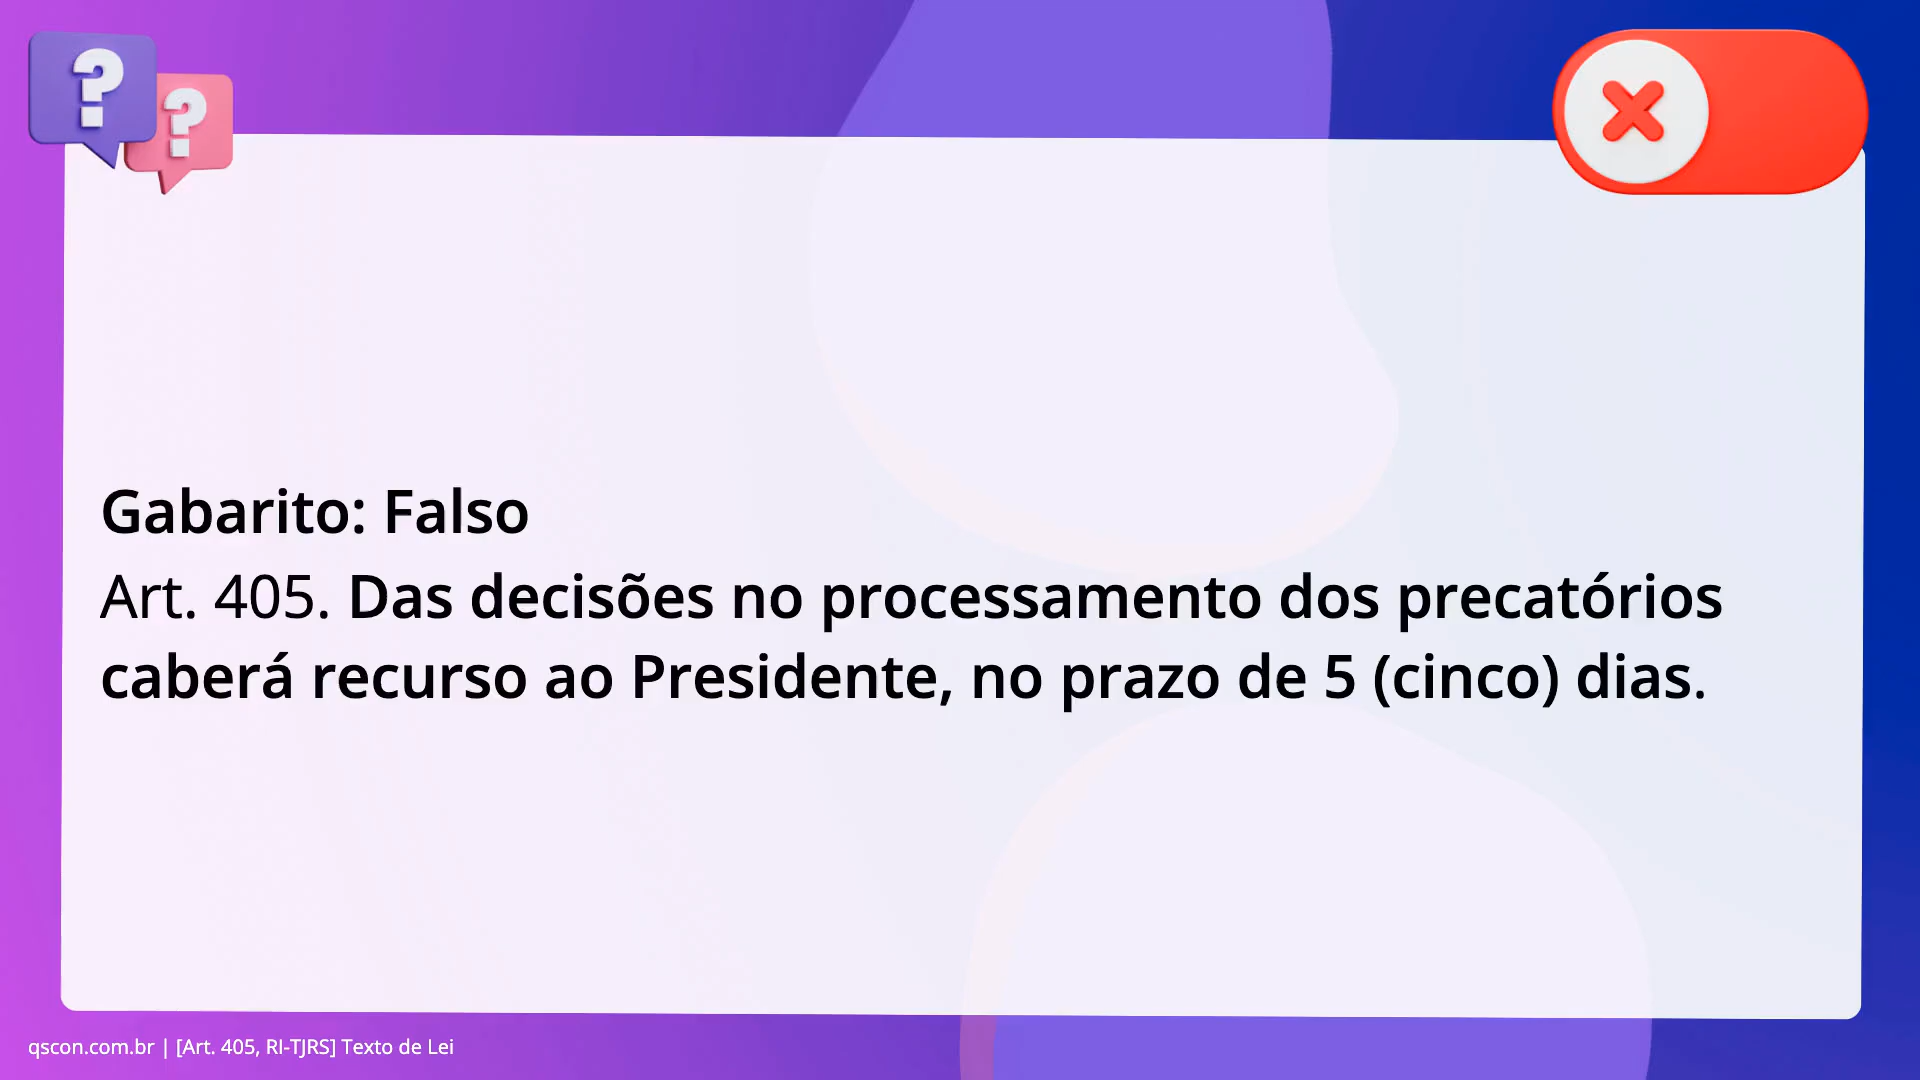 Gabarito: Falso
Art. 405. Das decisões no processamento dos precatórios
caberá recurso ao Presidente, no prazo de 5 (cinco) dias.
qscon.com.br | [Art. 405, RI-TJRS] Texto de Lei